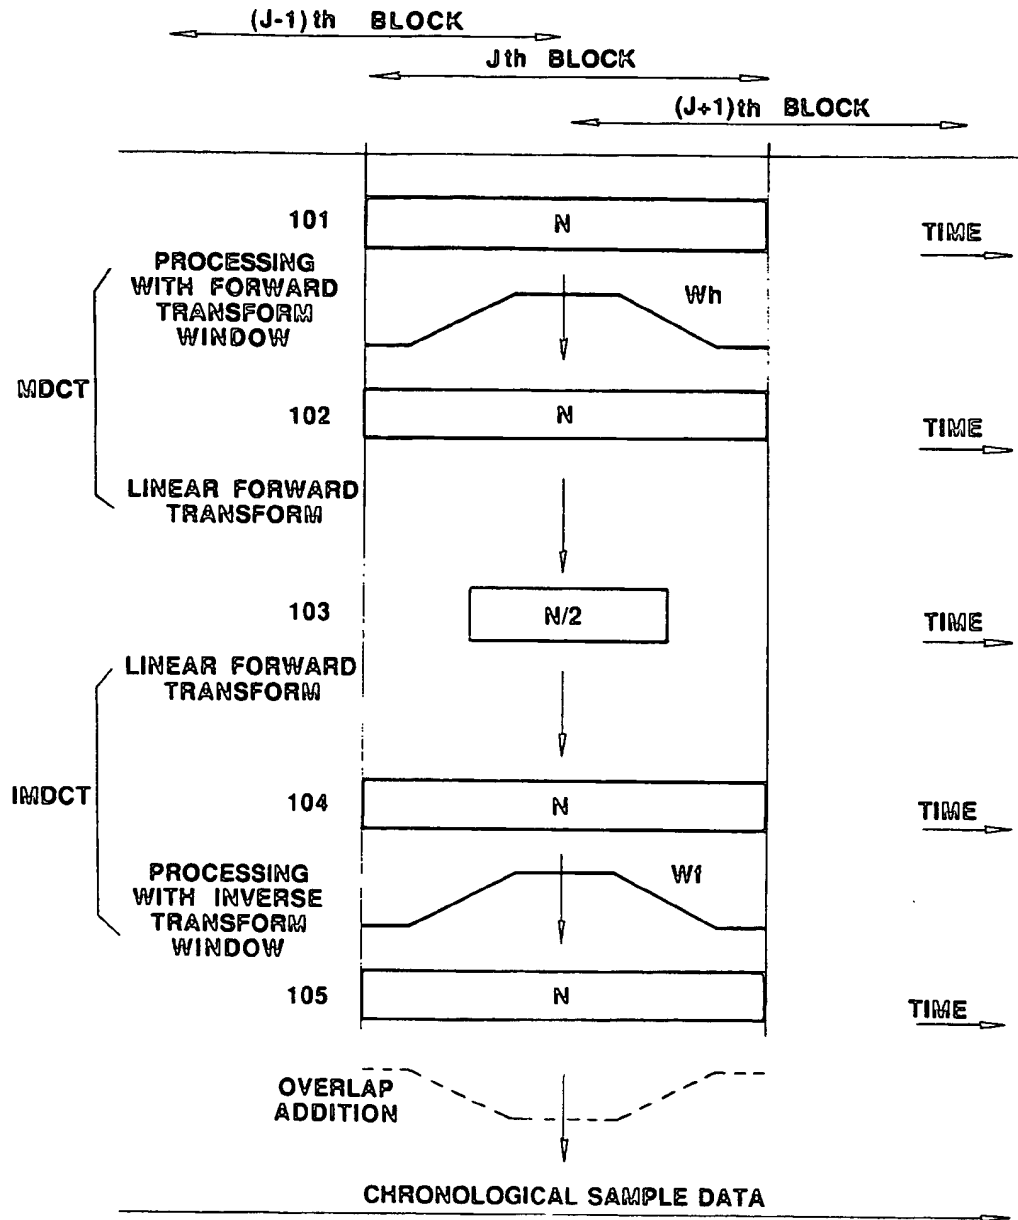 (J-1)th BLOCK
Jth BLOCK
(J+1)th BLOCK
101
N
TIME
PROCESSING
WITH FORWARD
TRANSFORM
WINDOW
Wh
MDCT
102
N
TIME
LINEAR FORWARD
TRANSFORM
103
N/2
TIME
LINEAR FORWARD
TRANSFORM
IMDCT
104
N
TIME
PROCESSING
WITH INVERSE
TRANSFORM
WINDOW
Wf
105
N
TIME
OVERLAP
ADDITION
CHRONOLOGICAL SAMPLE DATA